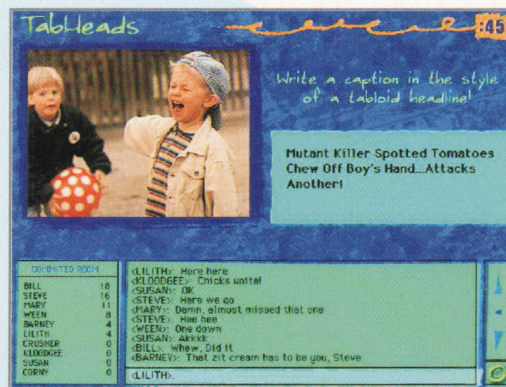 TabHeads
:45
Write a caption in the style
of a tabloid headline!
Mutant Killer Spotted Tomatoes
Chew Off Boy's Hand...Attacks
Another!
ROOM
BILL 18
STEVE 16
MARY 11
WEEN 8
BARNEY 4
LILITH 4
CRUSHER 0
KLOODGEE 0
SUSAN 0
CORNY 0
<LILITH>: Here here
<KLOODGEE>: Chicks unite!
<SUSAN>: OK
<STEVE>: Here we go
<MARY>: Damn, almost missed that one
<STEVE>: Hee hee
<WEEN>: One down
<SUSAN>: Akkkk
<BILL>: Whew, Did it
<BARNEY>: That zit cream has to be you, Steve
<LILITH>: